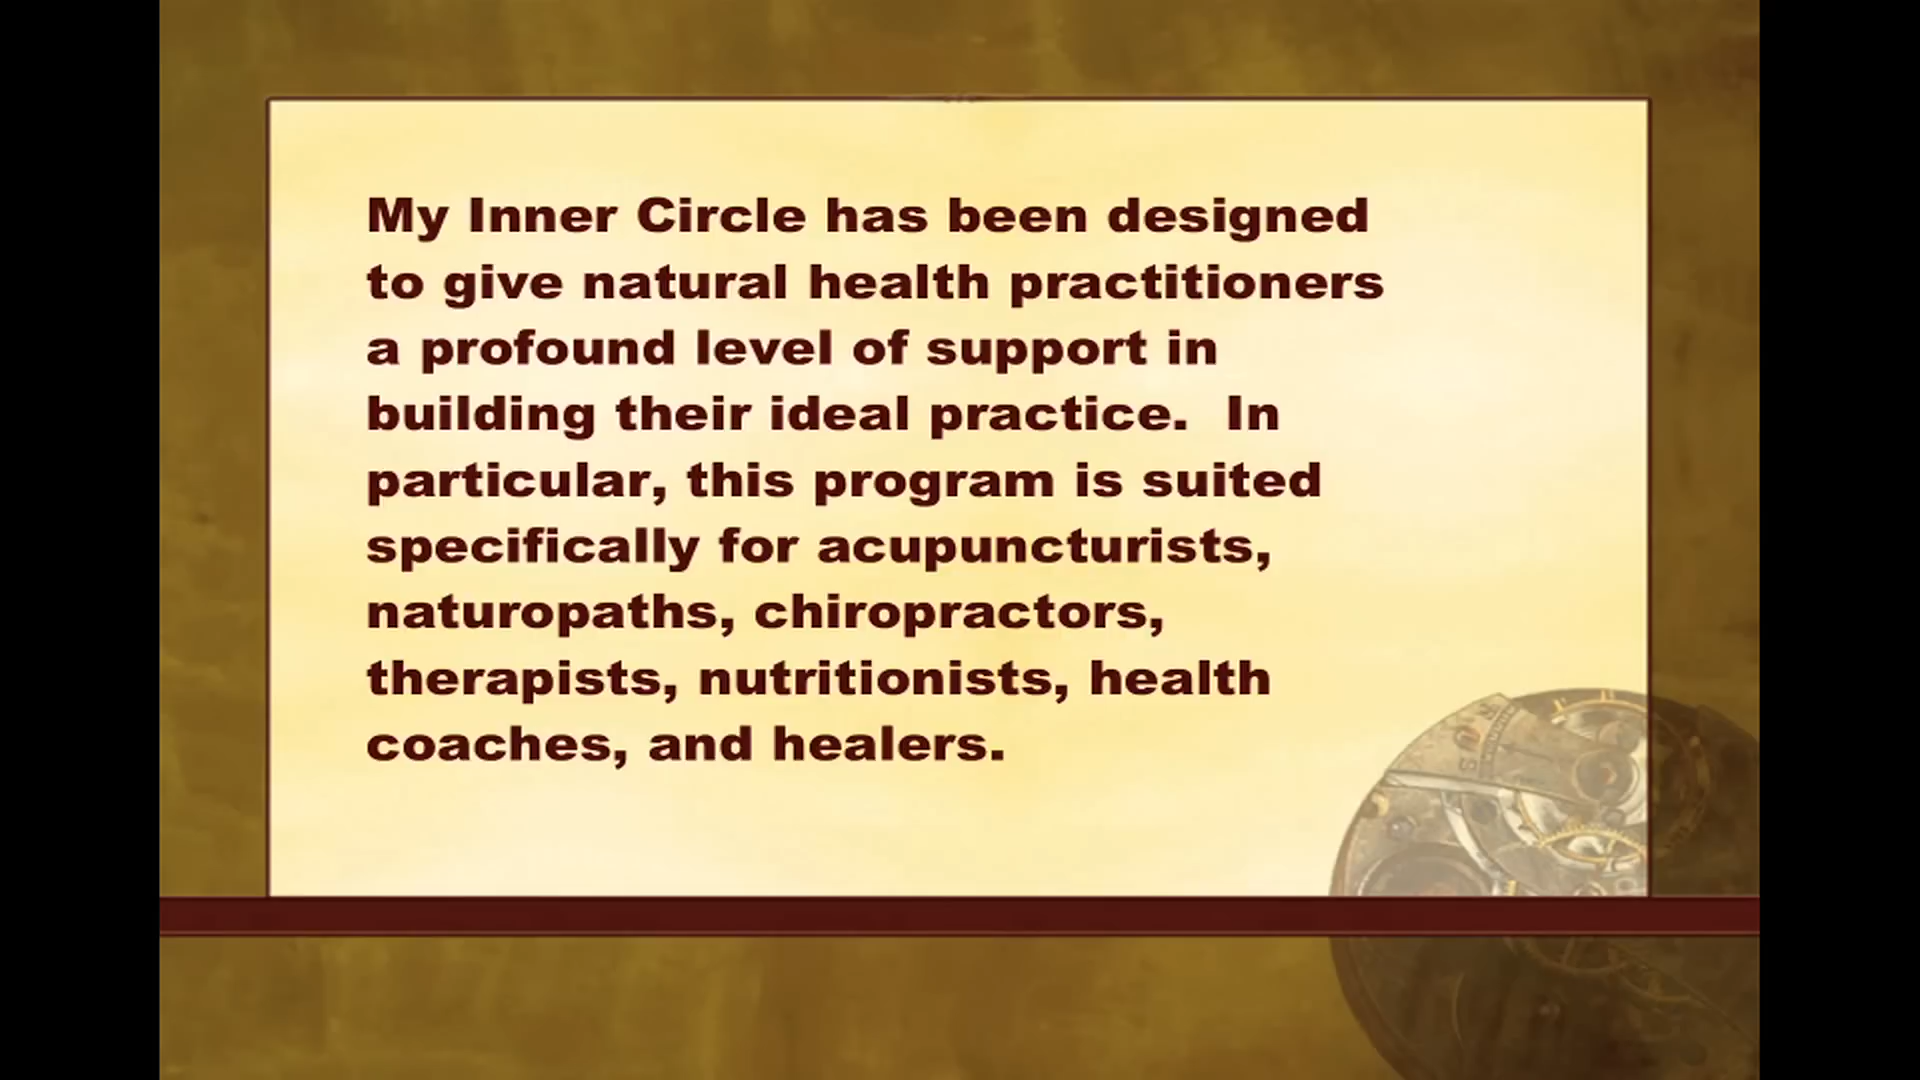 My Inner Circle has been designed
to give natural health practitioners
a profound level of support in
building their ideal practice.  In
particular, this program is suited
specifically for acupuncturists,
naturopaths, chiropractors,
therapists, nutritionists, health
coaches, and healers.